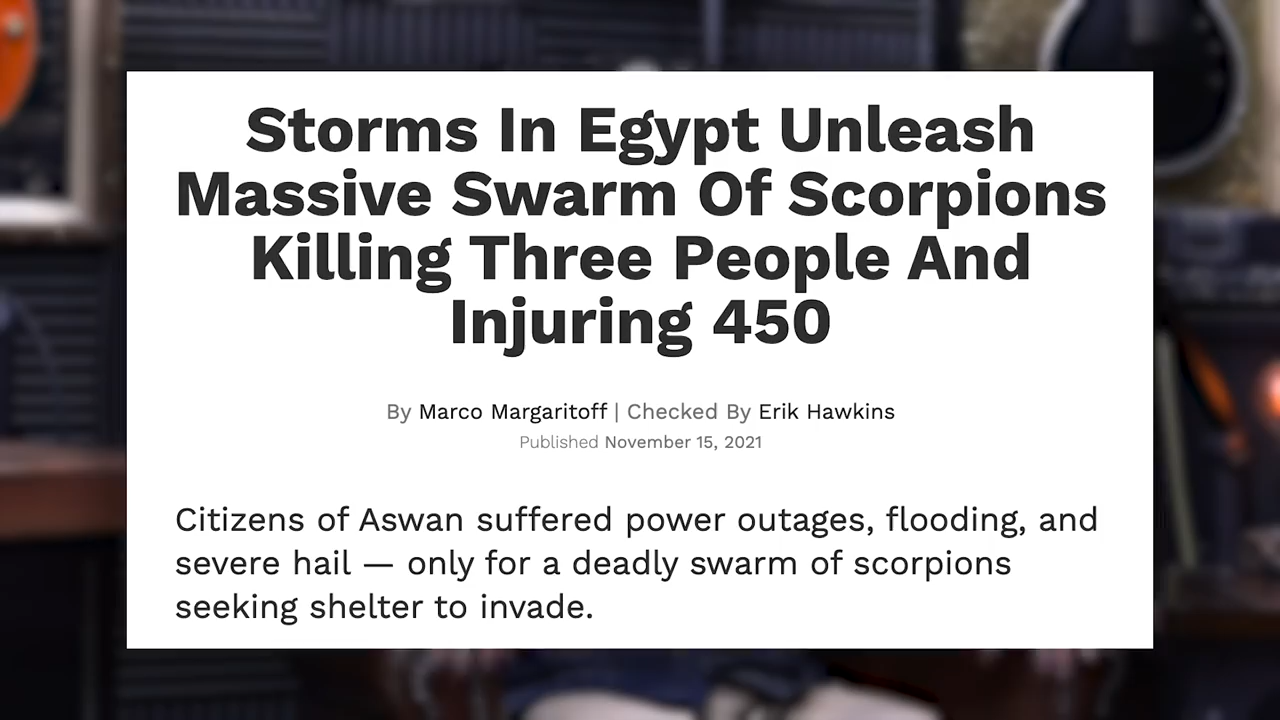 Storms In Egypt Unleash
Massive Swarm Of Scorpions
Killing Three People And
Injuring 450
By Marco Margaritoff | Checked By Erik Hawkins
Published November 15, 2021
Citizens of Aswan suffered power outages, flooding, and
severe hail — only for a deadly swarm of scorpions
seeking shelter to invade.